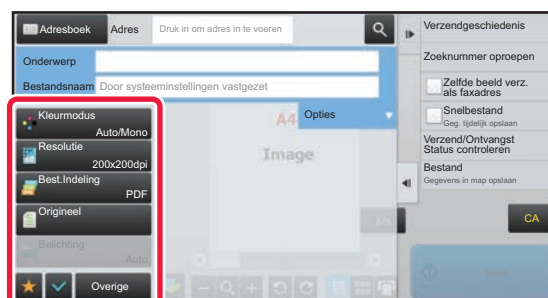 Adresboek
Adres
Druk in om adres in te voeren
Onderwerp
Bestandsnaam
Door systeeminstellingen vastgezet
Kleurmodus
Auto/Mono
Resolutie
200x200dpi
Best.Indeling
PDF
Origineel
Belichting
Auto
Overige
Opties
A4
Image
1/1
Verzendgeschiedenis
Zoeknummer oproepen
Zelfde beeld verz.
als faxadres
Snelbestand
Geg. tijdelijk opslaan
Verzend/Ontvangst
Status controleren
Bestand
Gegevens in map opslaan
CA
Start